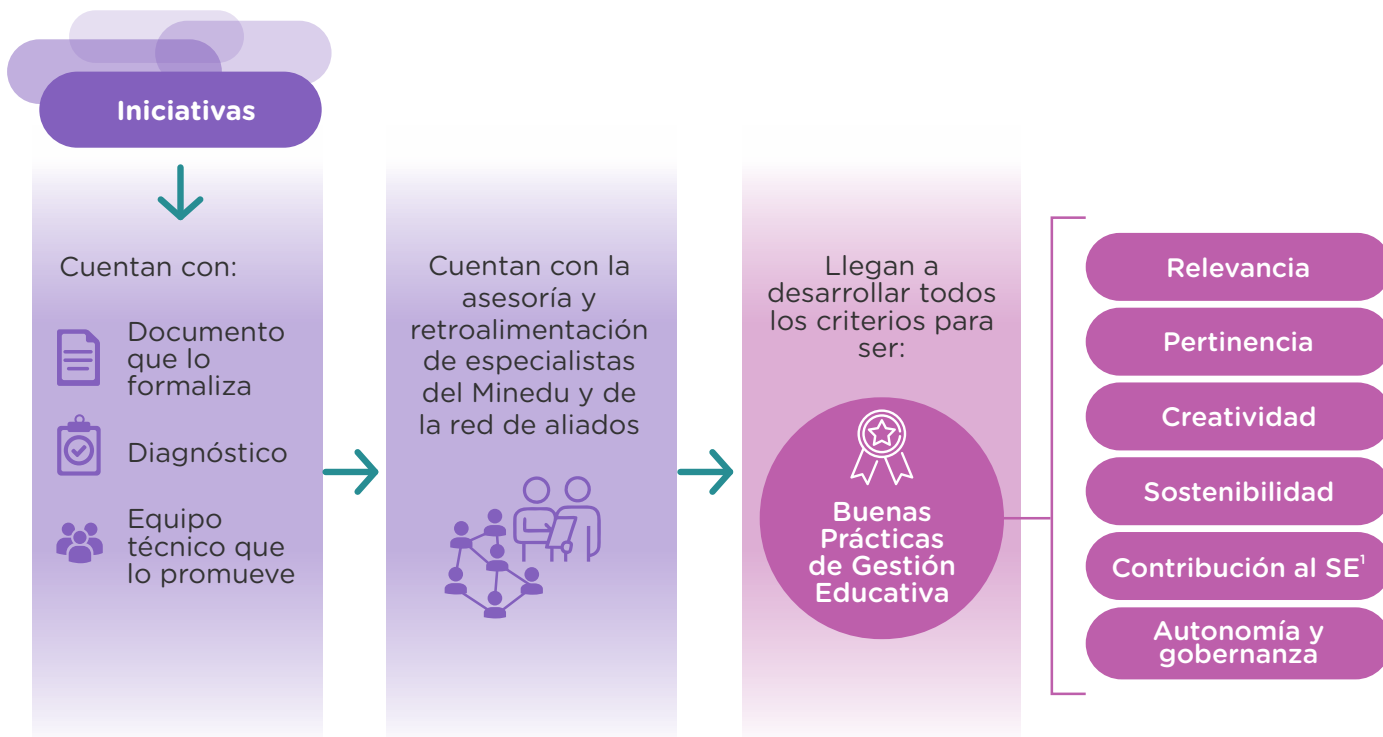 Iniciativas
Cuentan con:
Documento
que lo
formaliza
Diagnóstico
Equipo
técnico que
lo promueve
Cuentan con la
asesoría y
retroalimentación
de especialistas
del Minedu y de
la red de aliados
Llegan a
desarrollar todos
los criterios para
ser:
Buenas
Prácticas
de Gestión
Educativa
Relevancia
Pertinencia
Creatividad
Sostenibilidad
Contribución al SE¹
Autonomía y
gobernanza